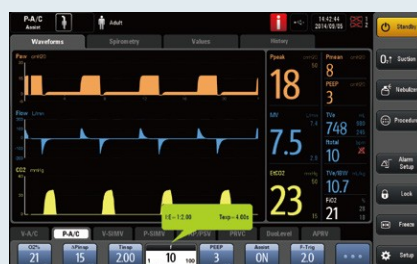 P-A/C
Assist
Adult
14:42:44
2014/09/05
Standby
Waveforms
Spirometry
Values
History
Paw cmH2O
Ppeak cmH2O
18
Pmean
8
PEEP
3
O2↑ Suction
Nebulizer
Flow L/min
MV
7.5
TVe
748
ftotal
10
Procedure
Alarm
Setup
CO2 mmHg
EtCO2 mmHg
23
TVe/IBW
10.7
FiO2 %
21
Lock
I:E - 1:2.00
Texp - 4.00s
Freeze
V-A/C
P-A/C
V-SIMV
P-SIMV
PRVC
DuoLevel
APRV
O2%
21
ΔPinsp
15
Tinsp
2.00
1 10 100
PEEP
3
Assist
ON
F-Trig
2.0
Setup